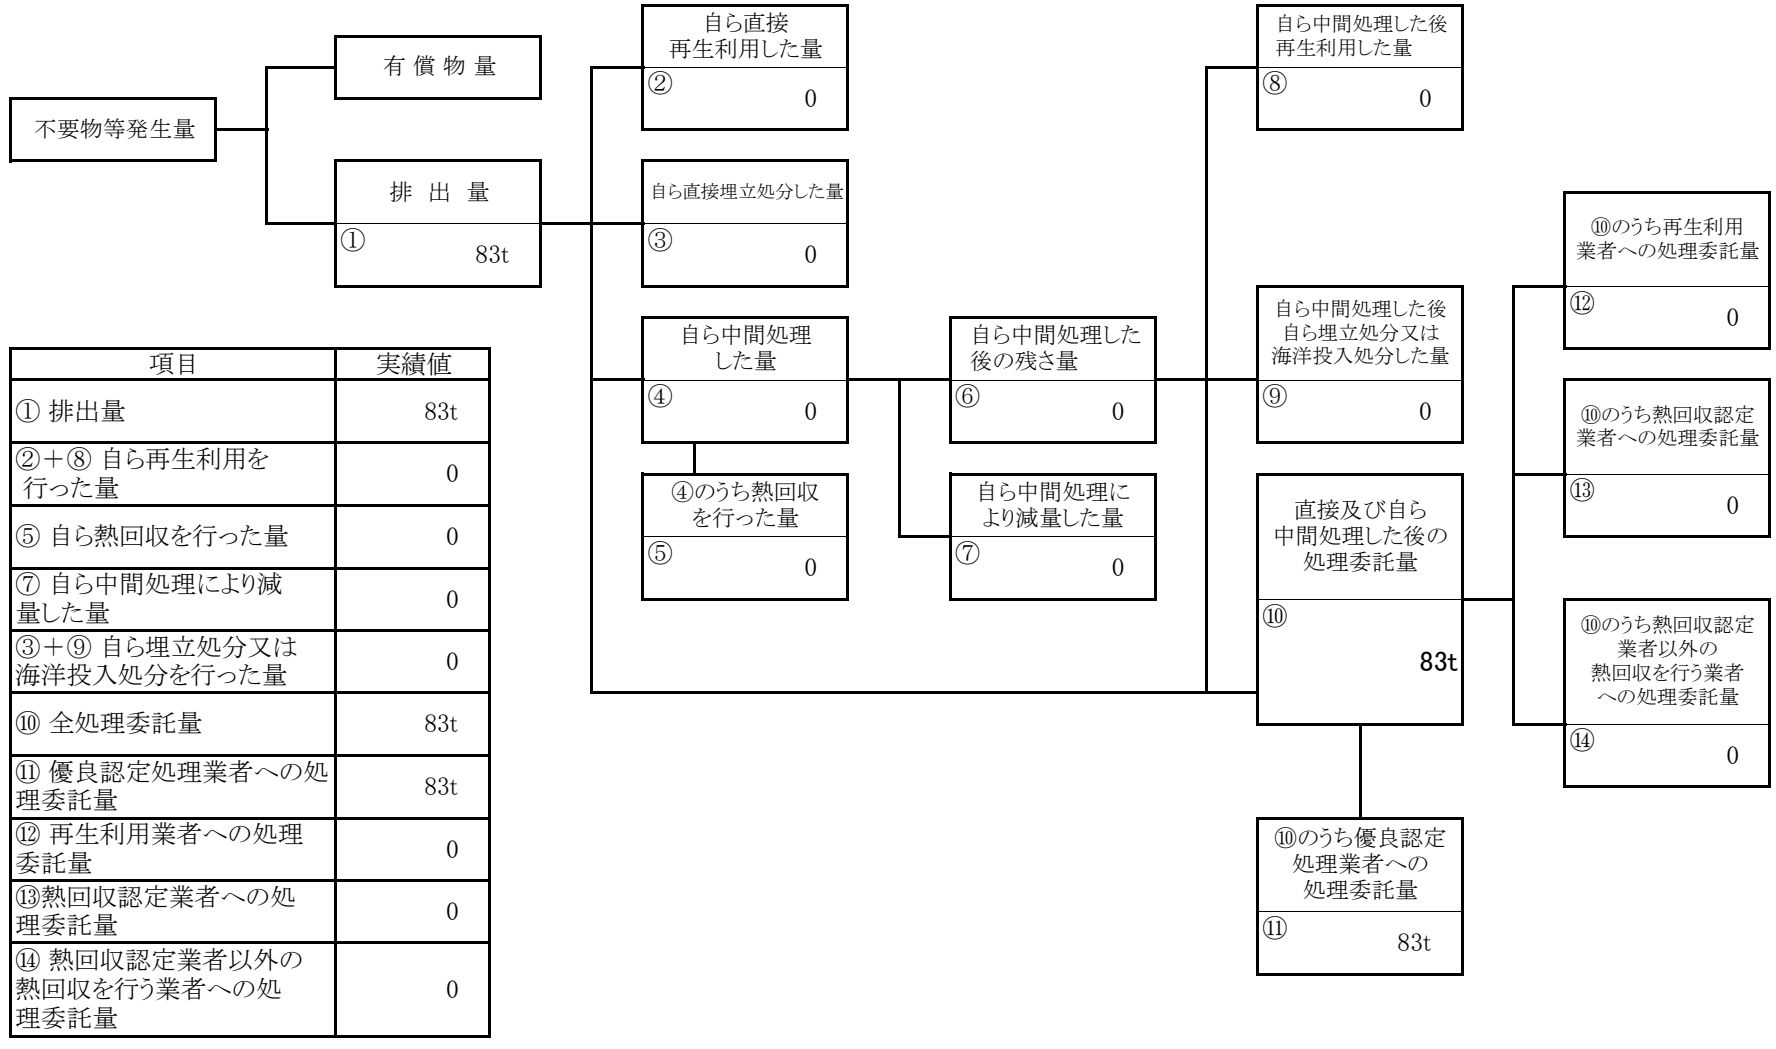 不要物等発生量
有 償 物 量
排 出 量
①
83t
自ら直接
再生利用した量
②
0
自ら直接埋立処分した量
③
0
自ら中間処理
した量
④
0
④のうち熱回収
を行った量
⑤
0
自ら中間処理した
後の残さ量
⑥
0
自ら中間処理に
より減量した量
⑦
0
自ら中間処理した後
再生利用した量
⑧
0
自ら中間処理した後
自ら埋立処分又は
海洋投入処分した量
⑨
0
直接及び自ら
中間処理した後の
処理委託量
⑩
83t
⑩のうち優良認定
処理業者への
処理委託量
⑪
83t
⑩のうち再生利用
業者への処理委託量
⑫
0
⑩のうち熱回収認定
業者への処理委託量
⑬
0
⑩のうち熱回収認定
業者以外の
熱回収を行う業者
への処理委託量
⑭
0
項目 実績値
① 排出量 83t
②＋⑧ 自ら再生利用を
行った量 0
⑤ 自ら熱回収を行った量 0
⑦ 自ら中間処理により減
量した量 0
③＋⑨ 自ら埋立処分又は
海洋投入処分を行った量 0
⑩ 全処理委託量 83t
⑪ 優良認定処理業者への処
理委託量 83t
⑫ 再生利用業者への処理
委託量 0
⑬熱回収認定業者への処
理委託量 0
⑭ 熱回収認定業者以外の
熱回収を行う業者への処
理委託量 0